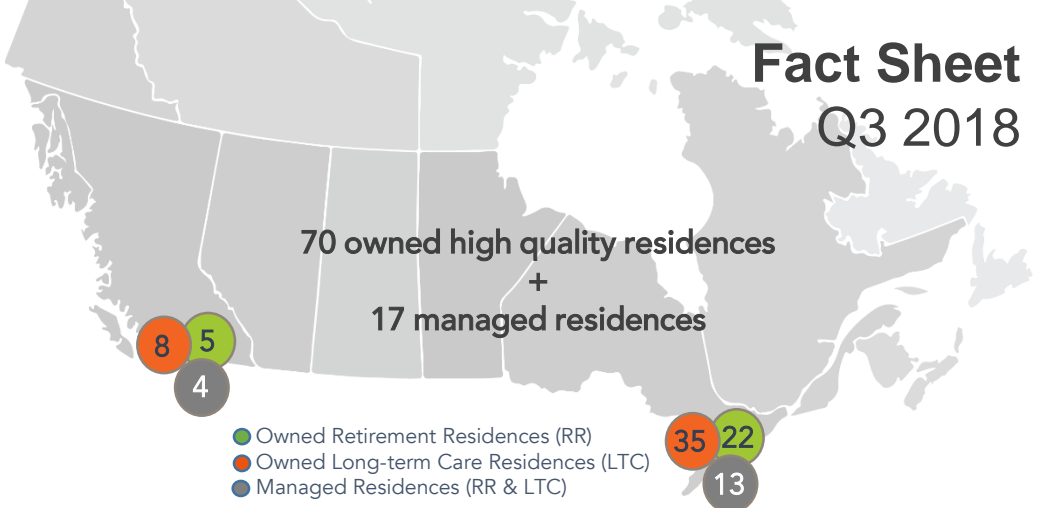 Fact Sheet
Q3 2018
70 owned high quality residences
+
17 managed residences
8
5
4
Owned Retirement Residences (RR)
Owned Long-term Care Residences (LTC)
Managed Residences (RR & LTC)
35
22
13